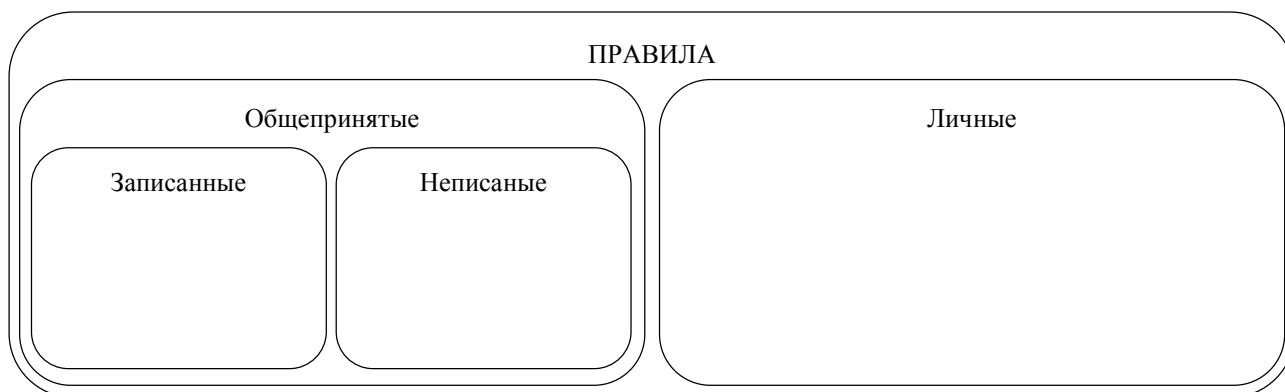 ПРАВИЛА
Общепринятые
Личные
Записанные
Неписаные